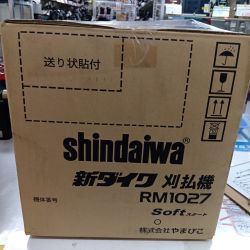 送り状貼付
shindaiwa
新ダイワ 刈払機
RM1027
機体番号
Softスタート
株式会社やまびこ